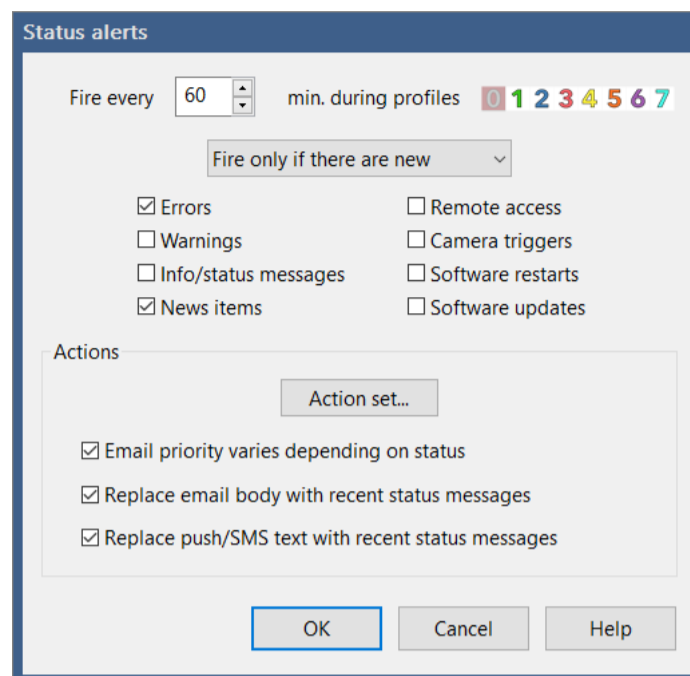 Status alerts
Fire every 60 min. during profiles 0 1 2 3 4 5 6 7
Fire only if there are new
Errors Remote access
Warnings Camera triggers
Info/status messages Software restarts
News items Software updates
Actions
Action set...
Email priority varies depending on status
Replace email body with recent status messages
Replace push/SMS text with recent status messages
OK Cancel Help